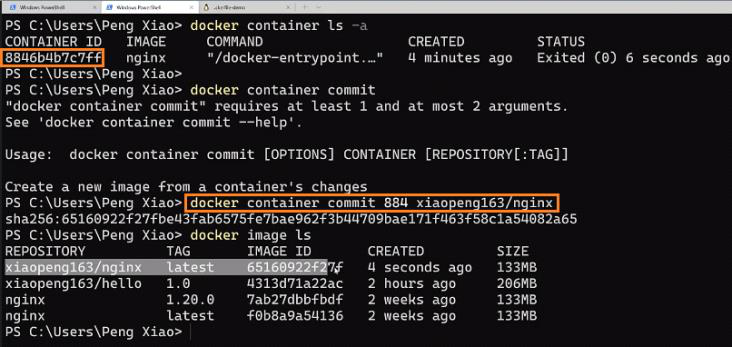 Windows PowerShell
Windows PowerShell
PS C:\Users\Peng Xiao> docker container ls -a
CONTAINER ID IMAGE COMMAND CREATED STATUS
8846b4b7c7ff nginx "/docker-entrypoint.…" 4 minutes ago Exited (0) 6 seconds ago
PS C:\Users\Peng Xiao>
PS C:\Users\Peng Xiao> docker container commit
"docker container commit" requires at least 1 and at most 2 arguments.
See 'docker container commit --help'.
Usage: docker container commit [OPTIONS] CONTAINER [REPOSITORY[:TAG]]
Create a new image from a container's changes
PS C:\Users\Peng Xiao> docker container commit 884 xiaopeng163/nginx
sha256:65160922f27fbe43fab6575fe7bae962f3b44709bae171f463f58c1a54082a65
PS C:\Users\Peng Xiao> docker image ls
REPOSITORY TAG IMAGE ID CREATED SIZE
xiaopeng163/nginx latest 65160922f27f 4 seconds ago 133MB
xiaopeng163/hello 1.0 4313d71a22ac 2 hours ago 206MB
nginx 1.20.0 7ab27dbbfbdf 2 weeks ago 133MB
nginx latest f0b8a9a54136 2 weeks ago 133MB
PS C:\Users\Peng Xiao>